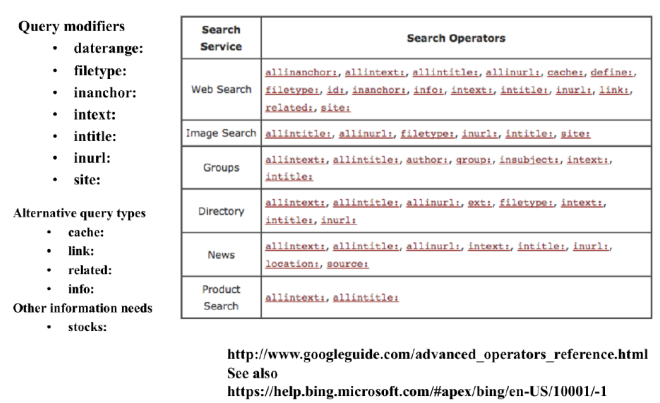 Query modifiers
• daterange:
• filetype:
• inanchor:
• intext:
• intitle:
• inurl:
• site:
Alternative query types
• cache:
• link:
• related:
• info:
Other information needs
• stocks:
Search Service
Search Operators
Web Search
allinanchor:, allintext:, allintitle:, allinurl:, cache:, define:,
filetype:, id:, inanchor:, info:, intext:, intitle:, inurl:, link:,
related:, site:
Image Search
allintitle:, allinurl:, filetype:, inurl:, intitle:, site:
Groups
allintext:, allintitle:, author:, group:, insubject:, intext:,
intitle:
Directory
allintext:, allintitle:, allinurl:, ext:, filetype:, intext:,
intitle:, inurl:
News
allintext:, allintitle:, allinurl:, intext:, intitle:, inurl:,
location:, source:
Product
Search
allintext:, allintitle:
http://www.googleguide.com/advanced_operators_reference.html
See also
https://help.bing.microsoft.com/#apex/bing/en-US/10001/-1